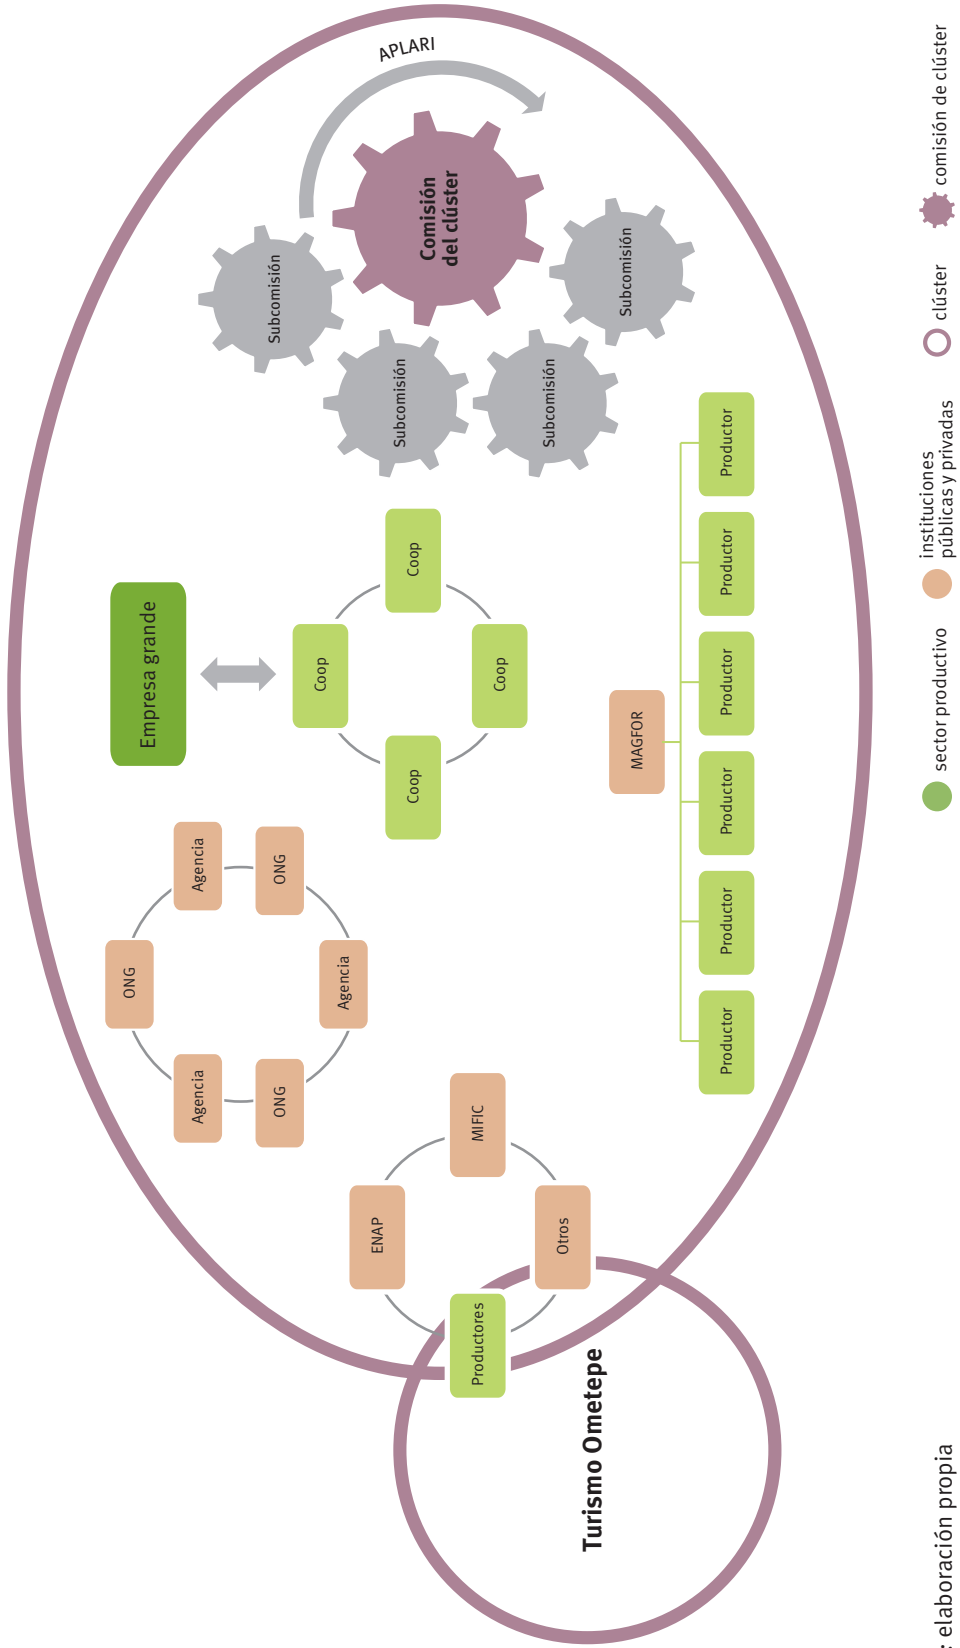 APLARI
Comisión
del clúster
Subcomisión
Subcomisión
Subcomisión
Subcomisión
Empresa grande
Coop
Coop
Coop
Coop
MAGFOR
Productor
Productor
Productor
Productor
Productor
Productor
ONG
Agencia
ONG
Agencia
ONG
Agencia
ENAP
MIFIC
Otros
Productores
Turismo Ometepe
sector productivo
instituciones
públicas y privadas
clúster
comisión de clúster
: elaboración propia